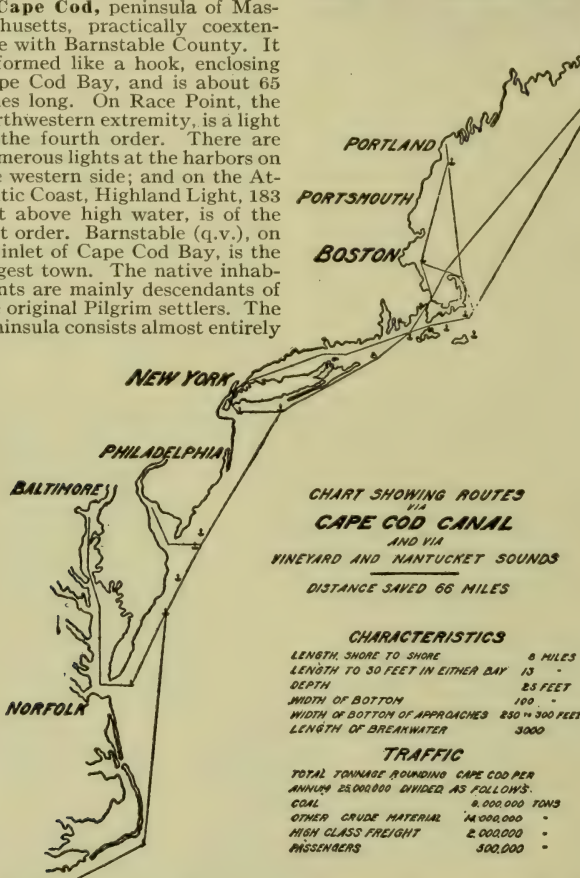 Cape Cod, peninsula of Mas-
husetts, practically coexten-
e with Barnstable County. It
formed like a hook, enclosing
pe Cod Bay, and is about 65
es long. On Race Point, the
rthwestern extremity, is a light
the fourth order. There are
merous lights at the harbors on
e western side; and on the At-
tic Coast, Highland Light, 183
t above high water, is of the
t order. Barnstable (q.v.), on
inlet of Cape Cod Bay, is the
gest town. The native inhab-
nts are mainly descendants of
e original Pilgrim settlers. The
ninsula consists almost entirely
PORTLAND
PORTSMOUTH
BOSTON
NEW YORK
PHILADELPHIA
BALTIMORE
NORFOLK
CHART SHOWING ROUTES
VIA
CAPE COD CANAL
AND VIA
VINEYARD AND NANTUCKET SOUNDS
DISTANCE SAVED 66 MILES
CHARACTERISTICS
LENGTH, SHORE TO SHORE 8 MILES
LENGTH TO 30 FEET IN EITHER BAY 13 "
DEPTH 25 FEET
WIDTH OF BOTTOM 100 "
WIDTH OF BOTTOM OF APPROACHES 250 to 300 FEET
LENGTH OF BREAKWATER 3000
TRAFFIC
TOTAL TONNAGE ROUNDING CAPE COD PER
ANNUM 25,000,000 DIVIDED AS FOLLOWS.
COAL 9,000,000 TONS
OTHER CRUDE MATERIAL 14,000,000 "
HIGH CLASS FREIGHT 2,000,000 "
PASSENGERS 500,000 "